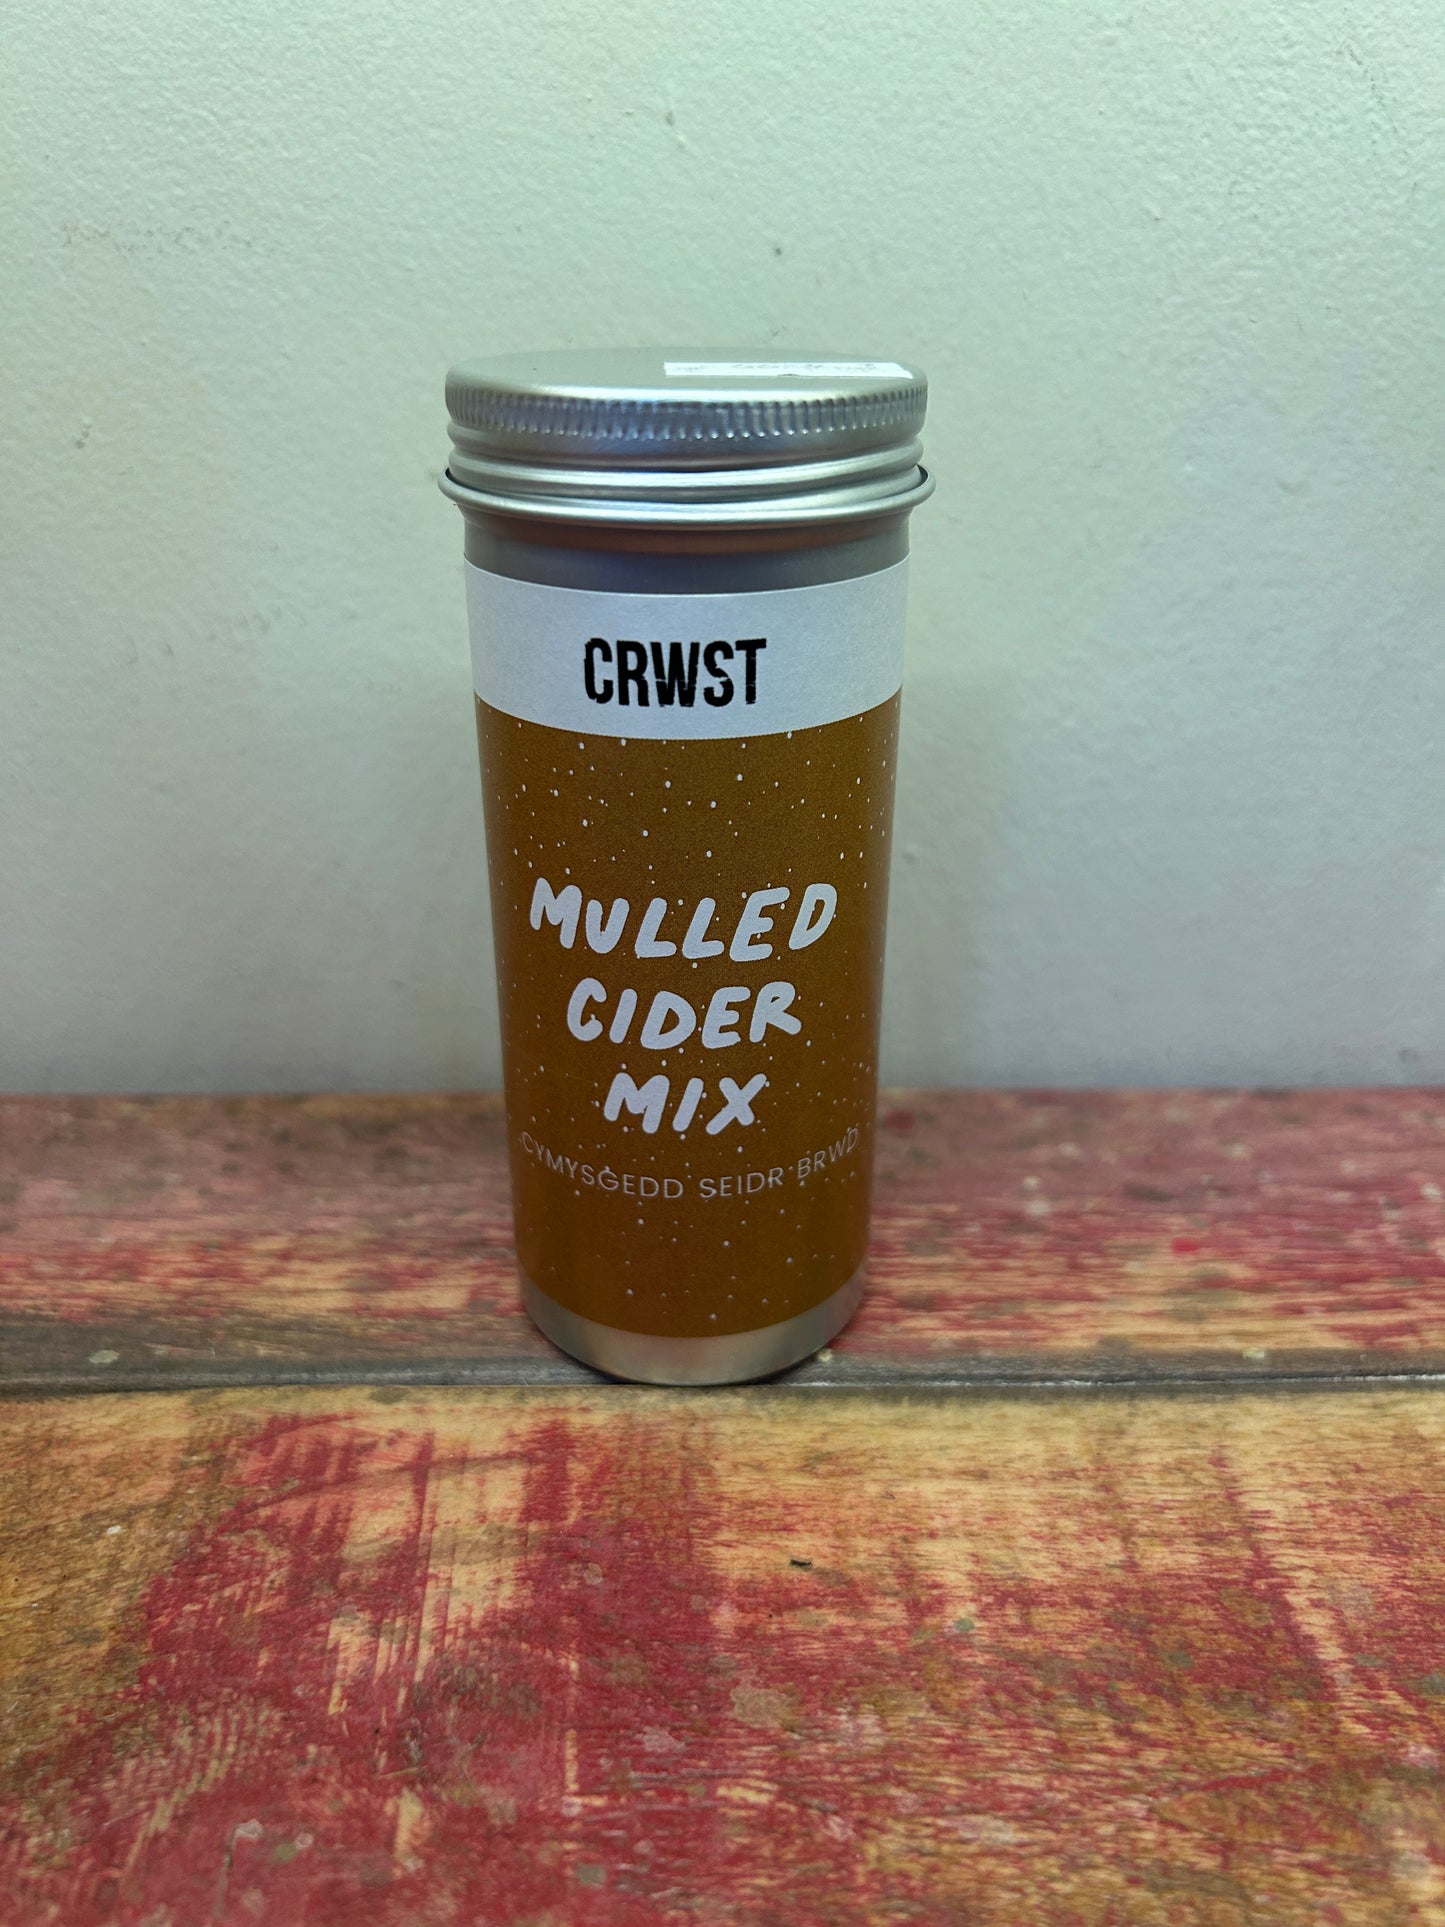 CRWST
MULLED
CIDER
MIX
CYMYSGEDD SEIDR BRWD